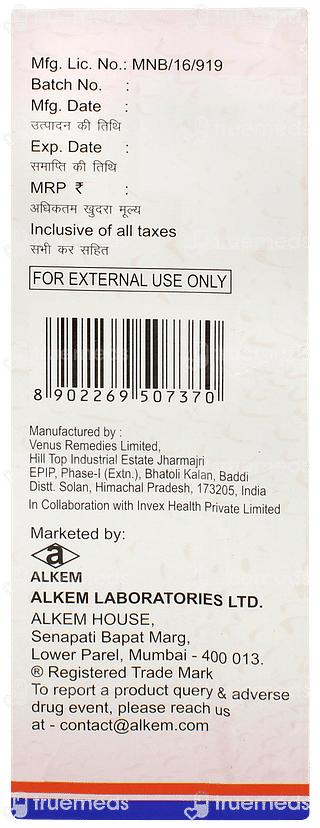 Mfg. Lic. No.: MNB/16/919
Batch No. :
Mfg. Date :
उत्पादन की तिथि
Exp. Date :
समाप्ति की तिथि
MRP ₹ :
अधिकतम खुदरा मूल्य
Inclusive of all taxes
सभी कर सहित
FOR EXTERNAL USE ONLY
8 902269 507370
Manufactured by :
Venus Remedies Limited,
Hill Top Industrial Estate Jharmajri
EPIP, Phase-I (Extn.), Bhatoli Kalan, Baddi
Distt. Solan, Himachal Pradesh, 173205, India
In Collaboration with Invex Health Private Limited
Marketed by:
a
ALKEM
ALKEM LABORATORIES LTD.
ALKEM HOUSE,
Senapati Bapat Marg,
Lower Parel, Mumbai - 400 013.
® Registered Trade Mark
To report a product query & adverse
drug event, please reach us
at - contact@alkem.com
truemeds truemeds